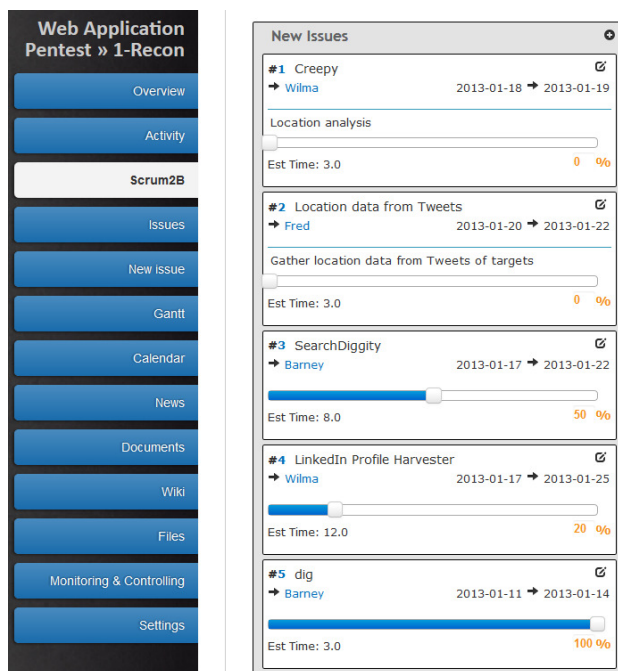 Web Application
Pentest » 1-Recon
Overview
Activity
Scrum2B
Issues
New issue
Gantt
Calendar
News
Documents
Wiki
Files
Monitoring & Controlling
Settings
New Issues
#1 Creepy
Wilma 2013-01-18 → 2013-01-19
Location analysis
Est Time: 3.0 0 %
#2 Location data from Tweets
Fred 2013-01-20 → 2013-01-22
Gather location data from Tweets of targets
Est Time: 3.0 0 %
#3 SearchDiggity
Barney 2013-01-17 → 2013-01-22
Est Time: 8.0 50 %
#4 LinkedIn Profile Harvester
Wilma 2013-01-17 → 2013-01-25
Est Time: 12.0 20 %
#5 dig
Barney 2013-01-11 → 2013-01-14
Est Time: 3.0 100 %